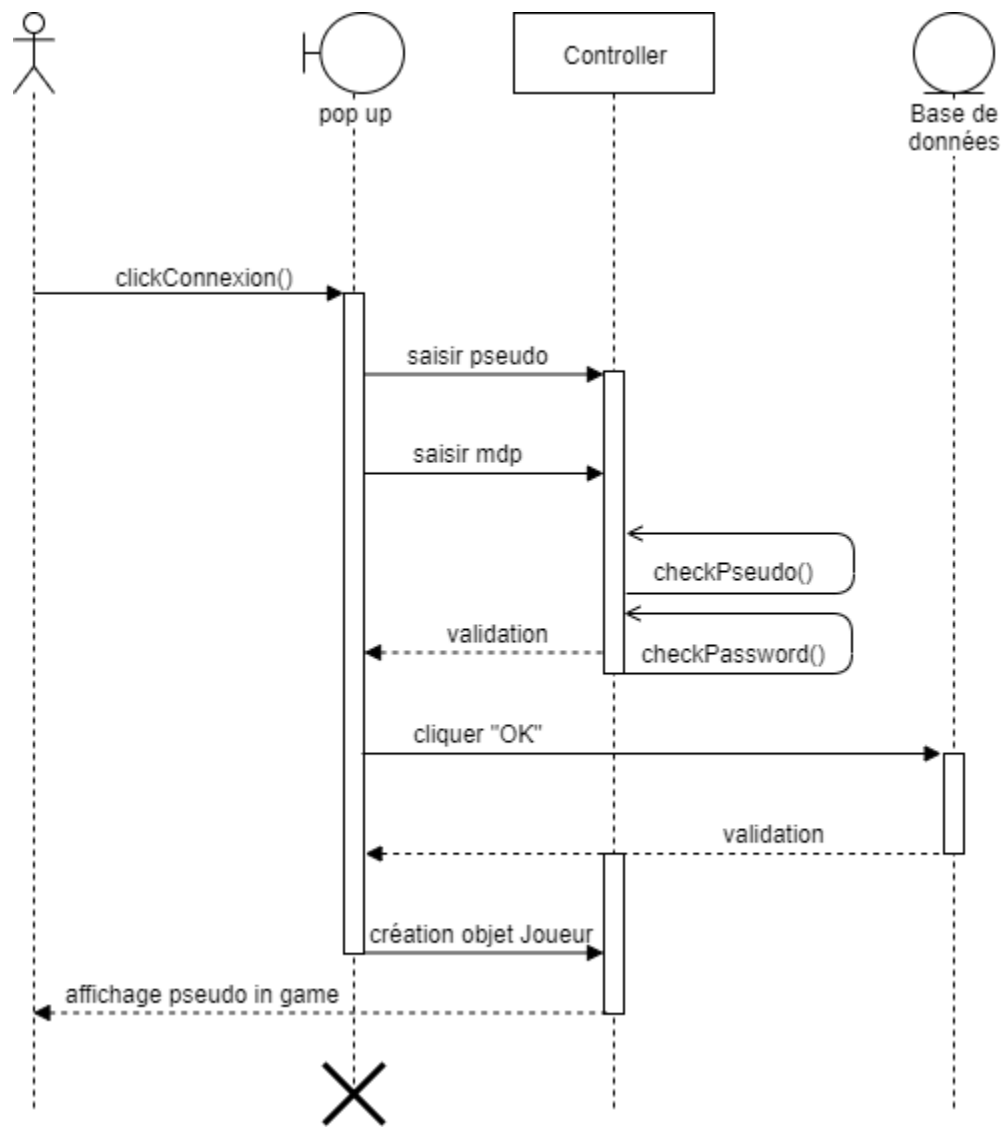 Controller
pop up
Base de
données
clickConnexion()
saisir pseudo
saisir mdp
checkPseudo()
validation
checkPassword()
cliquer "OK"
validation
création objet Joueur
affichage pseudo in game